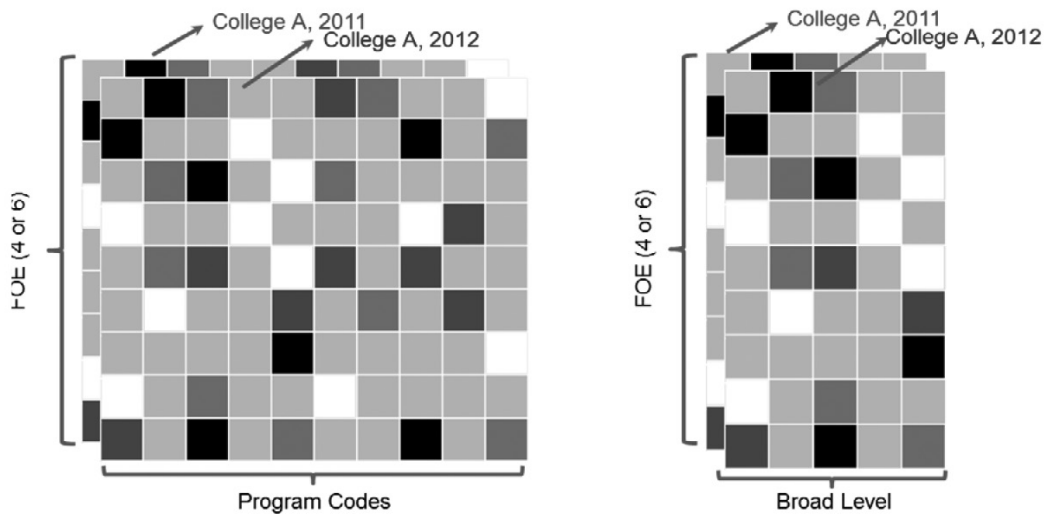 College A, 2011
College A, 2012
FOE (4 or 6)
Program Codes
College A, 2011
College A, 2012
FOE (4 or 6)
Broad Level